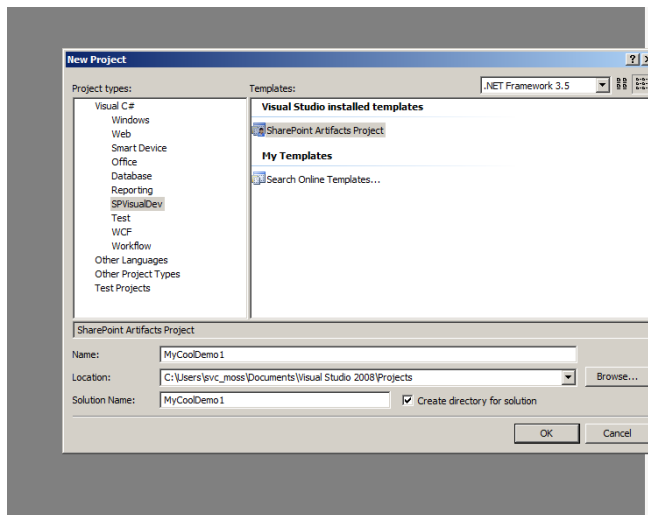 New Project
Project types:
Templates:
.NET Framework 3.5
Visual C#
Windows
Web
Smart Device
Office
Database
Reporting
SPVisualDev
Test
WCF
Workflow
Other Languages
Other Project Types
Test Projects
Visual Studio installed templates
SharePoint Artifacts Project
My Templates
Search Online Templates...
SharePoint Artifacts Project
Name:
MyCoolDemo1
Location:
C:\Users\svc_moss\Documents\Visual Studio 2008\Projects
Browse...
Solution Name:
MyCoolDemo1
Create directory for solution
OK
Cancel